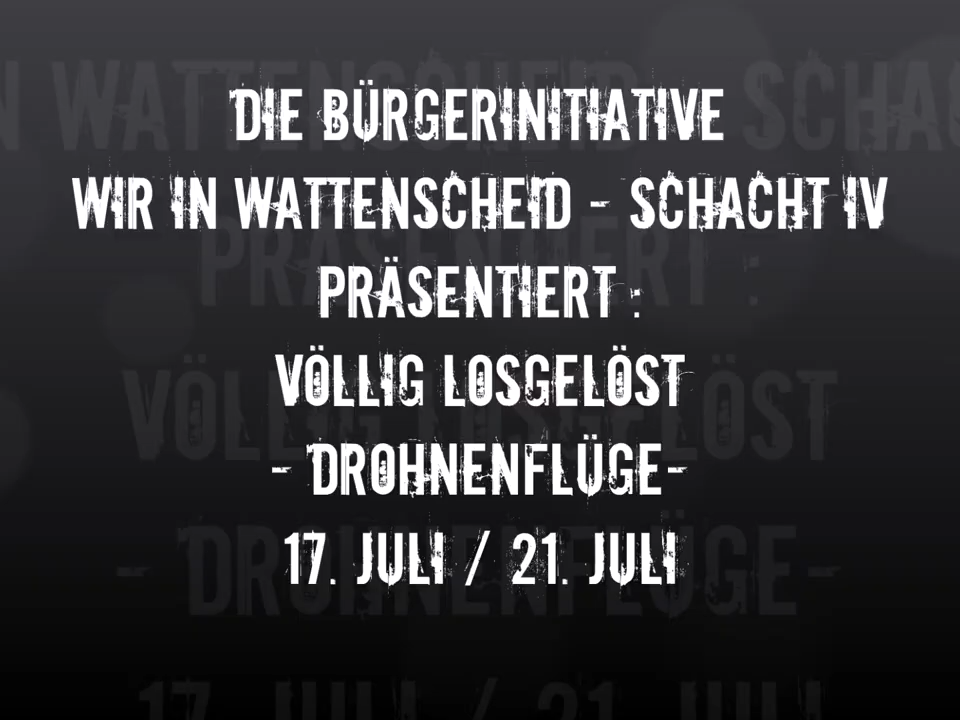 DIE BÜRGERINITIATIVE
WIR IN WATTENSCHEID - SCHACHT IV
PRÄSENTIERT :
VÖLLIG LOSGELÖST
- DROHNENFLÜGE-
17. JULI / 21. JULI